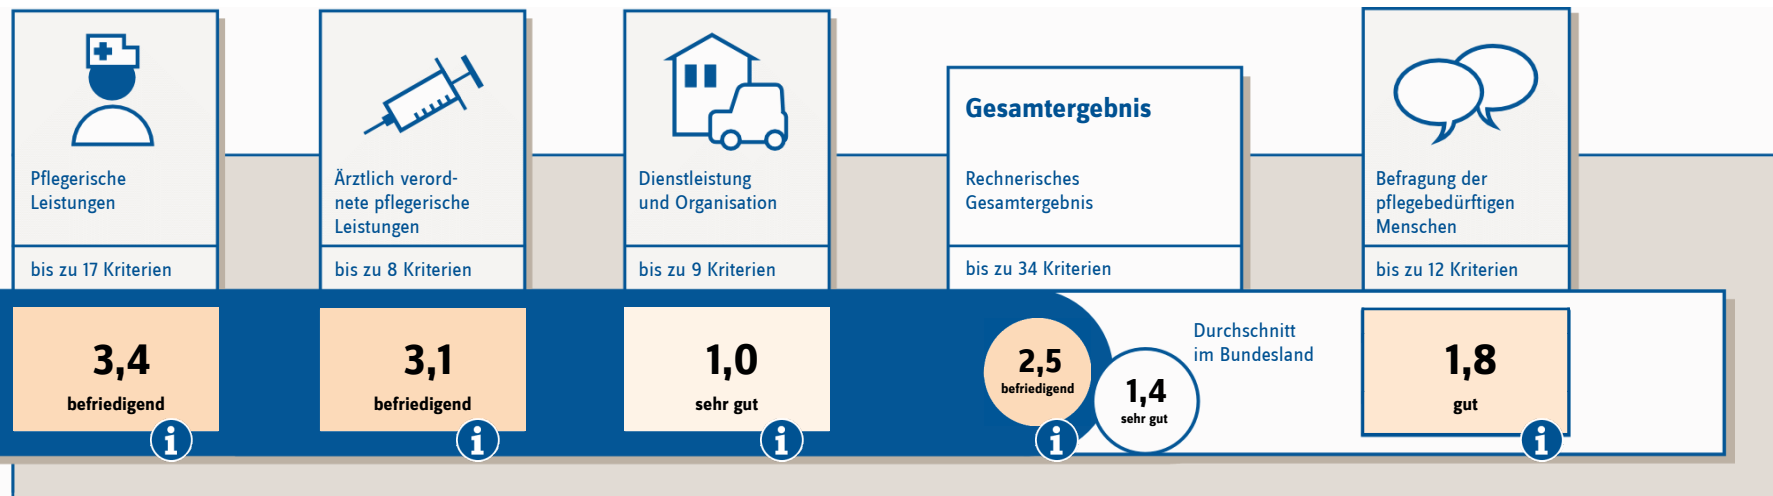 Pflegerische
Leistungen
bis zu 17 Kriterien
3,4
befriedigend
i
Ärztlich verord-
nete pflegerische
Leistungen
bis zu 8 Kriterien
3,1
befriedigend
i
Dienstleistung
und Organisation
bis zu 9 Kriterien
1,0
sehr gut
i
Gesamtergebnis
Rechnerisches
Gesamtergebnis
bis zu 34 Kriterien
2,5
befriedigend
i
1,4
sehr gut
Durchschnitt
im Bundesland
Befragung der
pflegebedürftigen
Menschen
bis zu 12 Kriterien
1,8
gut
i